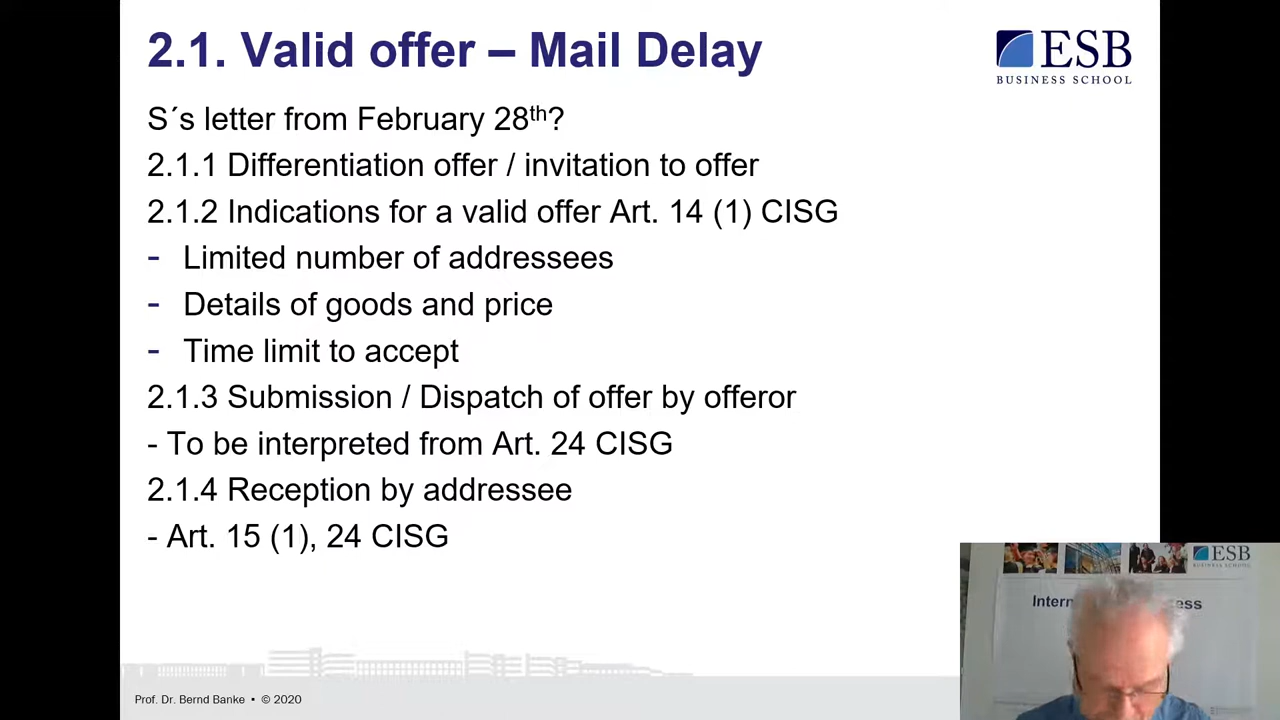 2.1. Valid offer – Mail Delay
ESB
BUSINESS SCHOOL
S´s letter from February 28th?
2.1.1 Differentiation offer / invitation to offer
2.1.2 Indications for a valid offer Art. 14 (1) CISG
- Limited number of addressees
- Details of goods and price
- Time limit to accept
2.1.3 Submission / Dispatch of offer by offeror
- To be interpreted from Art. 24 CISG
2.1.4 Reception by addressee
- Art. 15 (1), 24 CISG
ESB
BUSINESS SCHOOL
Prof. Dr. Bernd Banke • © 2020